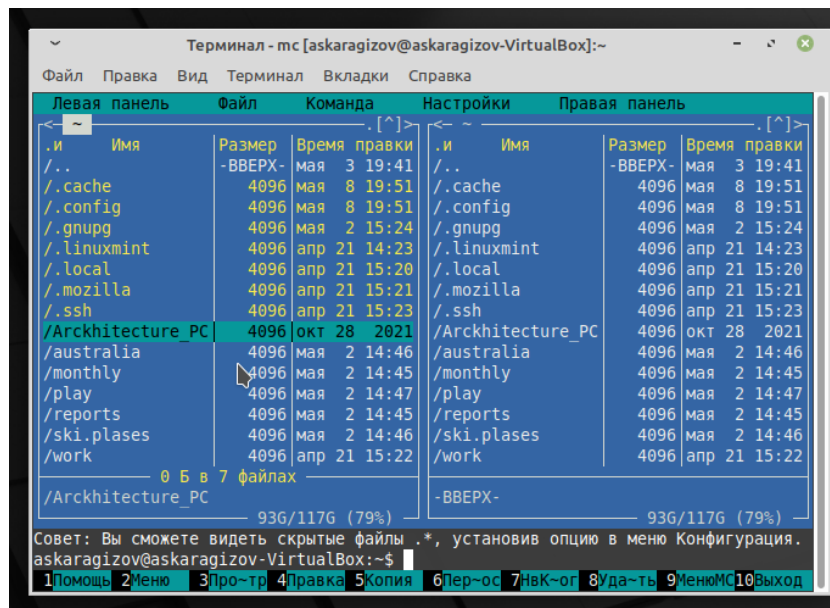 Терминал - mc [askaragizov@askaragizov-VirtualBox]:~
Файл Правка Вид Терминал Вкладки Справка
Левая панель Файл Команда Настройки Правая панель
<- ~ .[^]> <- ~ .[^]>
.и Имя Размер Время правки .и Имя Размер Время правки
/.. -ВВЕРХ- мая 3 19:41 /.. -ВВЕРХ- мая 3 19:41
/.cache 4096 мая 8 19:51 /.cache 4096 мая 8 19:51
/.config 4096 мая 8 19:51 /.config 4096 мая 8 19:51
/.gnupg 4096 мая 2 15:24 /.gnupg 4096 мая 2 15:24
/.linuxmint 4096 апр 21 14:23 /.linuxmint 4096 апр 21 14:23
/.local 4096 апр 21 15:20 /.local 4096 апр 21 15:20
/.mozilla 4096 апр 21 15:21 /.mozilla 4096 апр 21 15:21
/.ssh 4096 апр 21 15:23 /.ssh 4096 апр 21 15:23
/Arckhitecture_PC 4096 окт 28 2021 /Arckhitecture_PC 4096 окт 28 2021
/australia 4096 мая 2 14:46 /australia 4096 мая 2 14:46
/monthly 4096 мая 2 14:45 /monthly 4096 мая 2 14:45
/play 4096 мая 2 14:47 /play 4096 мая 2 14:47
/reports 4096 мая 2 14:45 /reports 4096 мая 2 14:45
/ski.plases 4096 мая 2 14:46 /ski.plases 4096 мая 2 14:46
/work 4096 апр 21 15:22 /work 4096 апр 21 15:22
0 Б в 7 файлах
/Arckhitecture_PC -ВВЕРХ-
93G/117G (79%) 93G/117G (79%)
Совет: Вы сможете видеть скрытые файлы .*, установив опцию в меню Конфигурация.
askaragizov@askaragizov-VirtualBox:~$
1Помощь 2Меню 3Про~тр 4Правка 5Копия 6Пер~ос 7НвК~ог 8Уда~ть 9МенюMC 10Выход